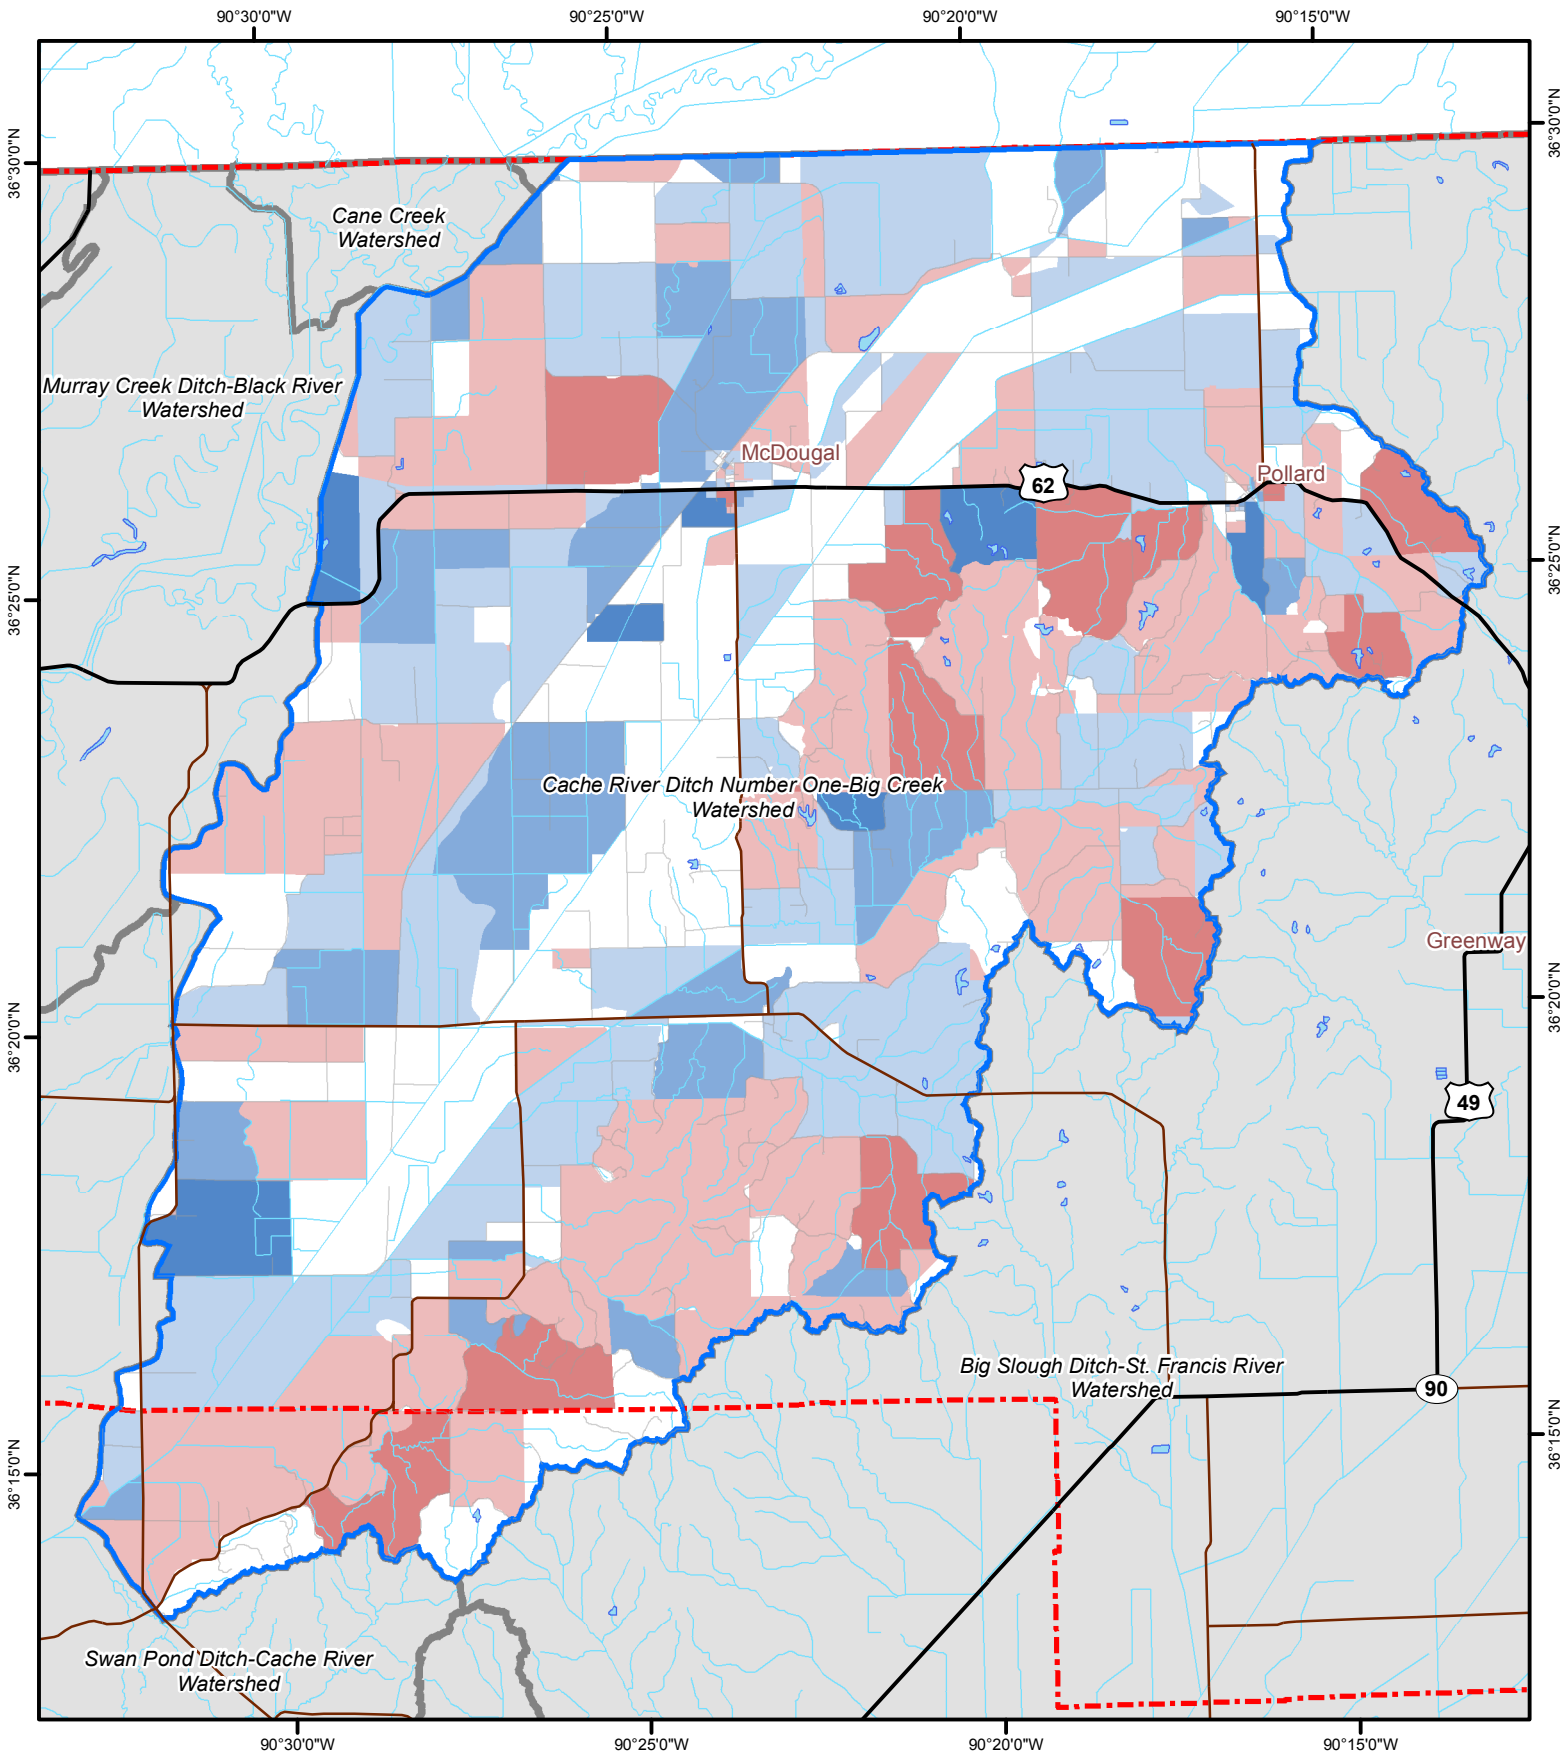 90°30'0"W
90°25'0"W
90°20'0"W
90°15'0"W
36°30'0"N
36°30'0"N
Cane Creek
Watershed
Murray Creek Ditch-Black River
Watershed
McDougal
Pollard
62
36°25'0"N
36°25'0"N
Cache River Ditch Number One-Big Creek
Watershed
Greenway
36°20'0"N
36°20'0"N
49
Big Slough Ditch-St. Francis River
Watershed
90
36°15'0"N
36°15'0"N
Swan Pond Ditch-Cache River
Watershed
90°30'0"W
90°25'0"W
90°20'0"W
90°15'0"W